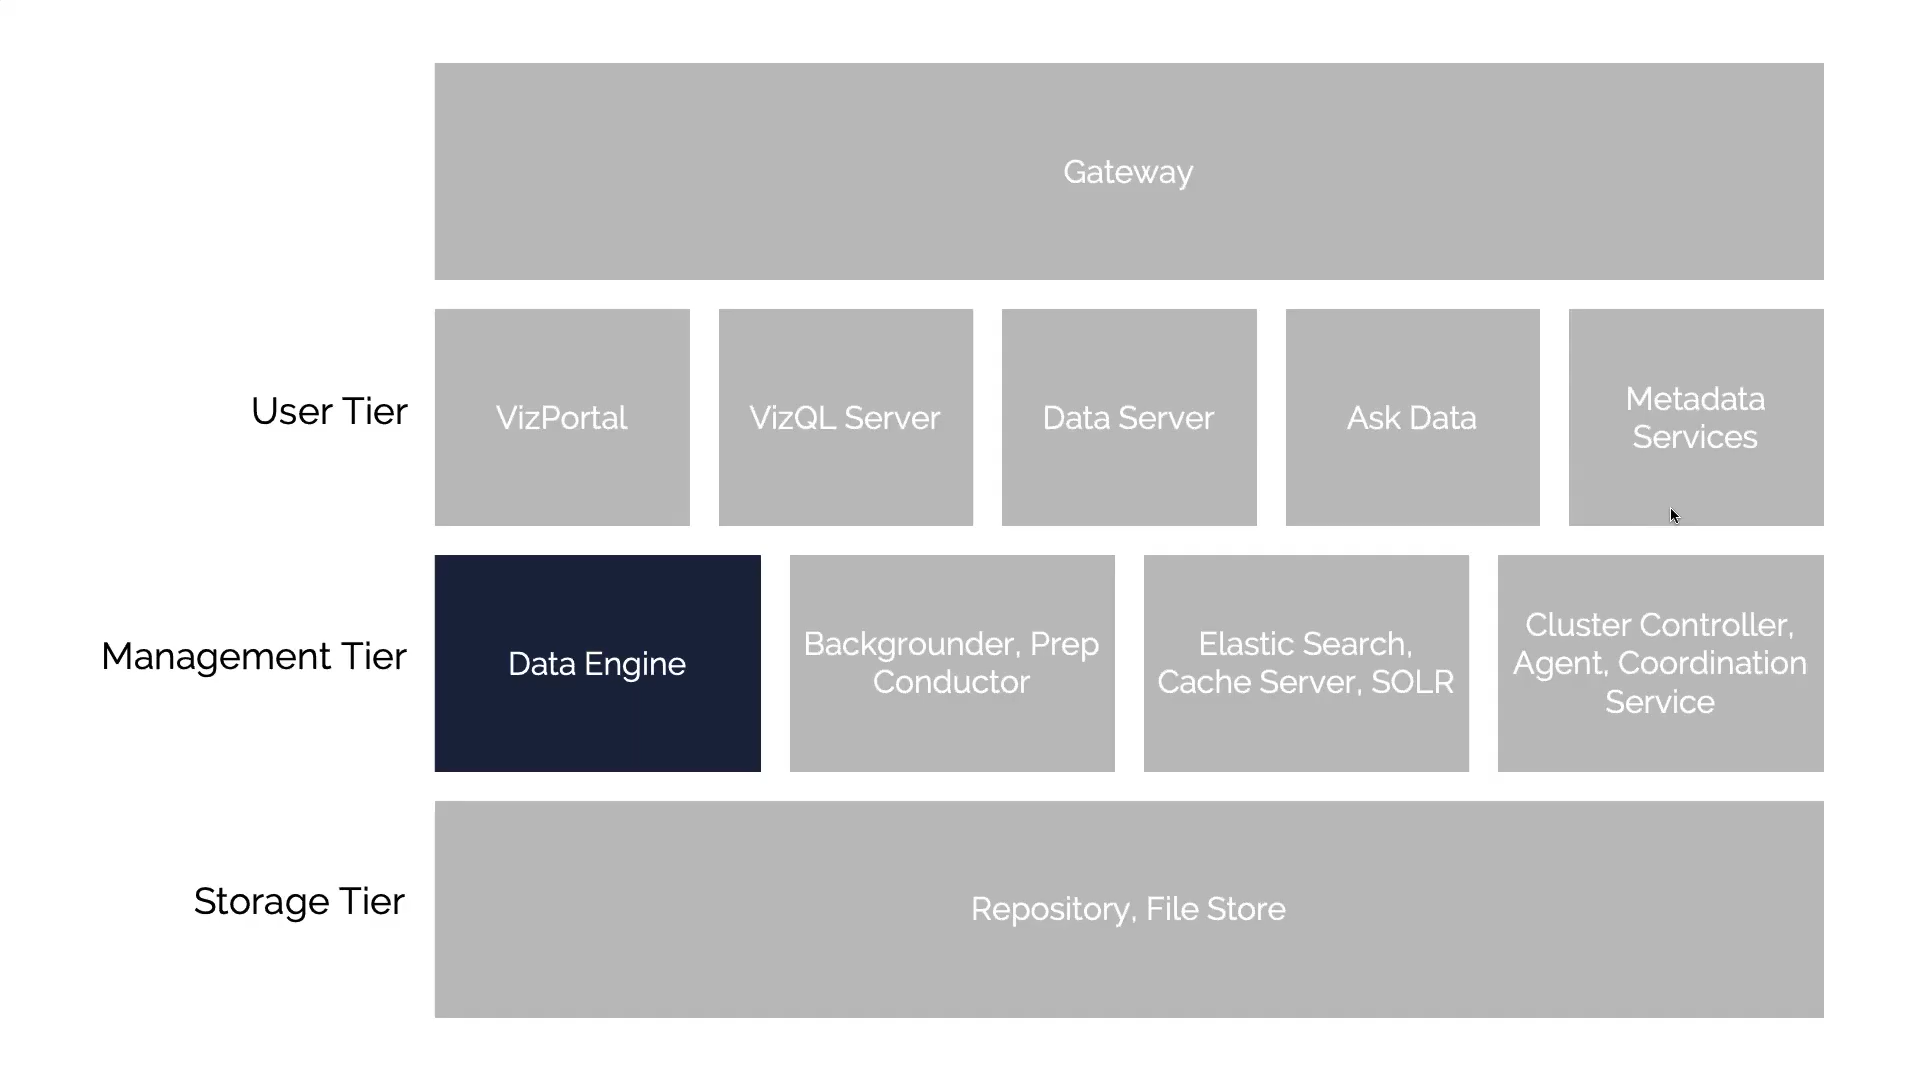 Gateway
User Tier
VizPortal
VizQL Server
Data Server
Ask Data
Metadata
Services
Management Tier
Data Engine
Backgrounder, Prep
Conductor
Elastic Search,
Cache Server, SOLR
Cluster Controller,
Agent, Coordination
Service
Storage Tier
Repository, File Store